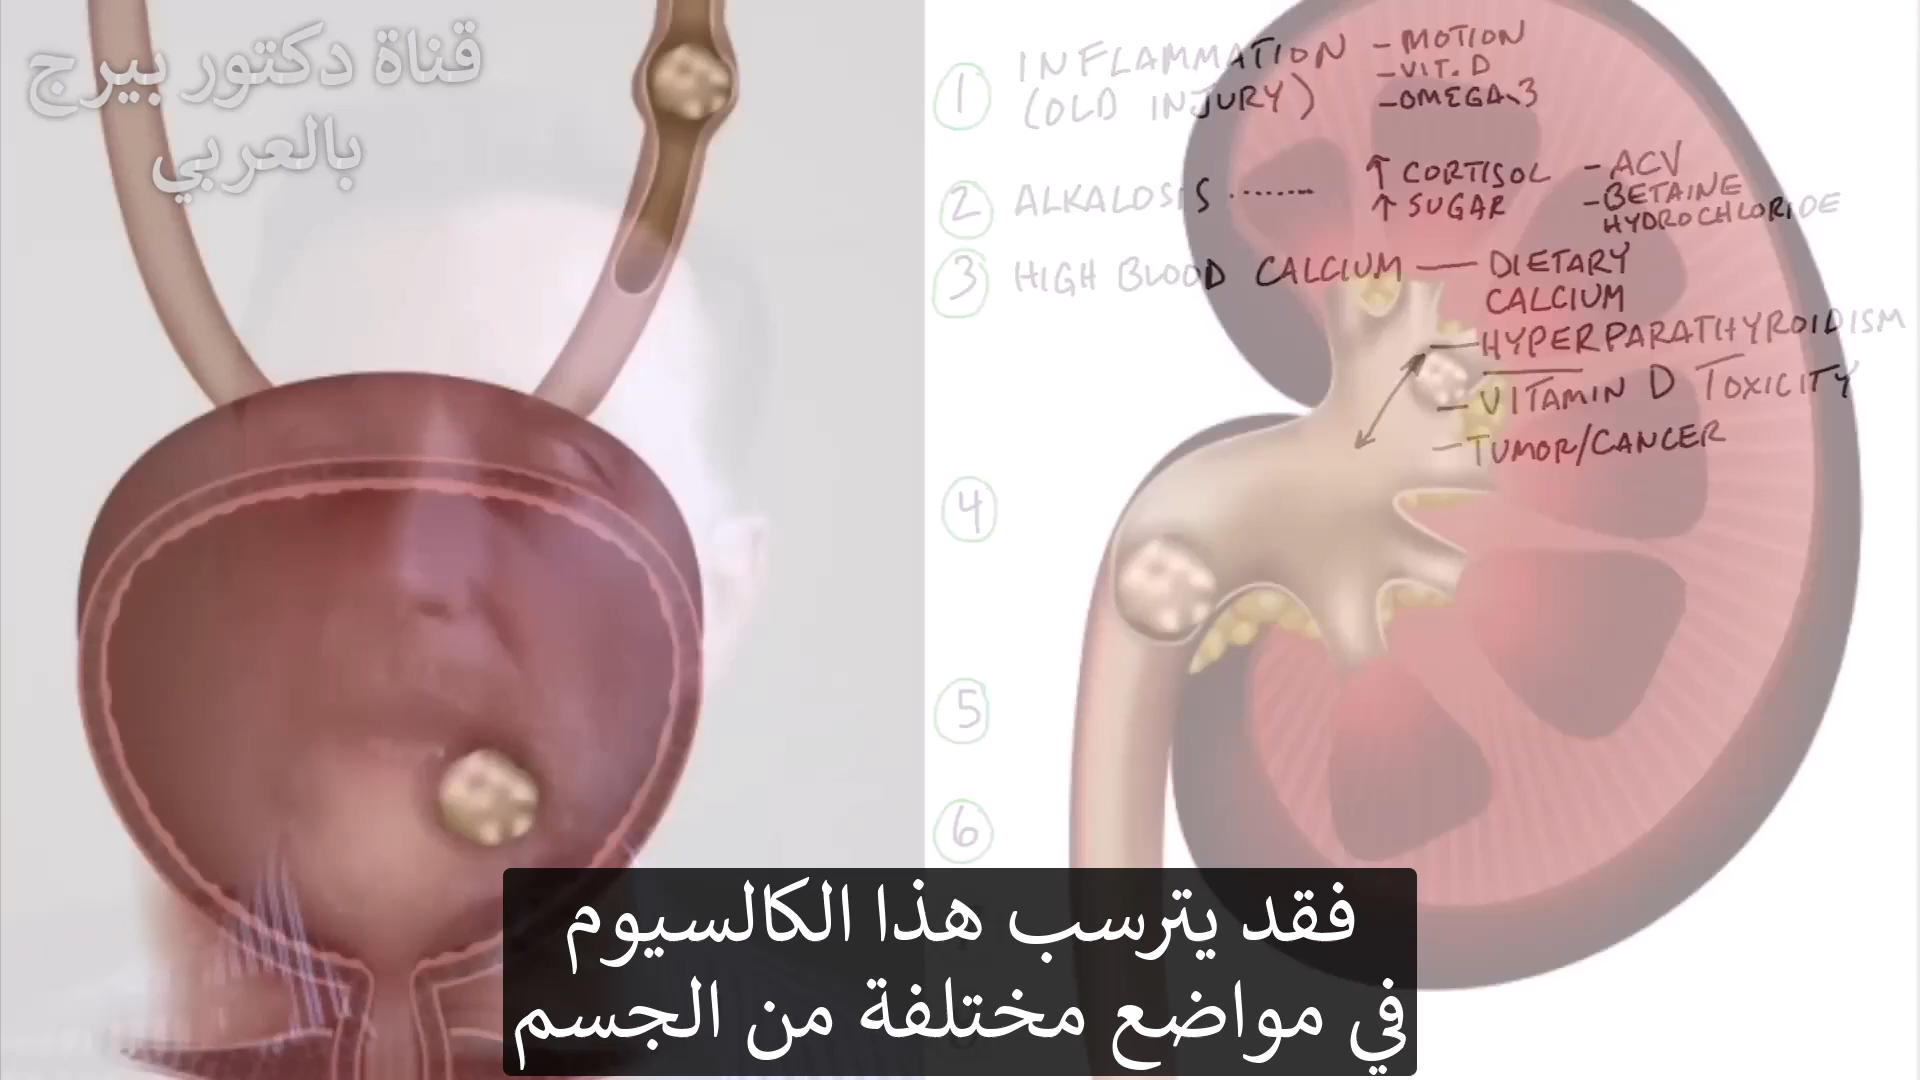 قناة دكتور بيرج
بالعربي
1 INFLAMMATION - MOTION
(OLD INJURY) - VIT. D
- OMEGA-3
2 ALKALOSIS ........ ↑ CORTISOL - ACV
↑ SUGAR - BETAINE
HYDROCHLORIDE
3 HIGH BLOOD CALCIUM — DIETARY
CALCIUM
— HYPERPARATHYROIDISM
— VITAMIN D TOXICITY
— TUMOR/CANCER
4
5
6
فقد يترسب هذا الكالسيوم
في مواضع مختلفة من الجسم